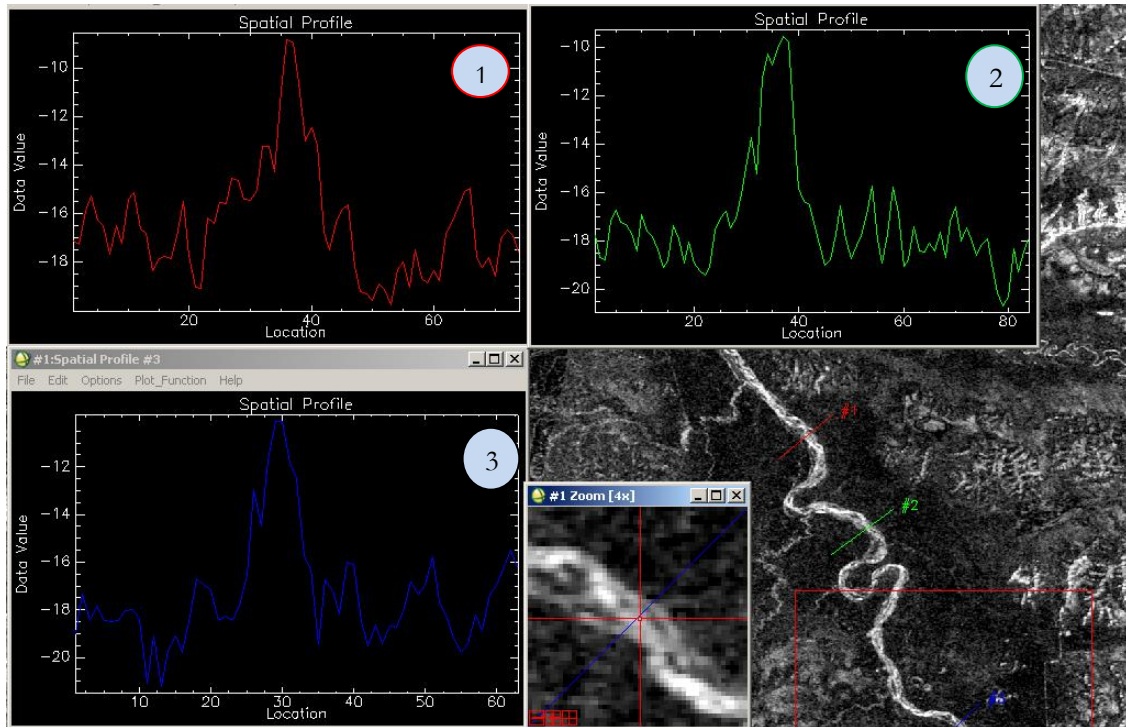 Spatial Profile
1
Data Value
-10
-12
-14
-16
-18
20
40
60
Location
Spatial Profile
2
Data Value
-10
-12
-14
-16
-18
-20
20
40
60
80
Location
#1:Spatial Profile #3
File Edit Options Plot_Function Help
Spatial Profile
3
Data Value
-12
-14
-16
-18
-20
10
20
30
40
50
60
Location
#1 Zoom [4x]
#1
#2